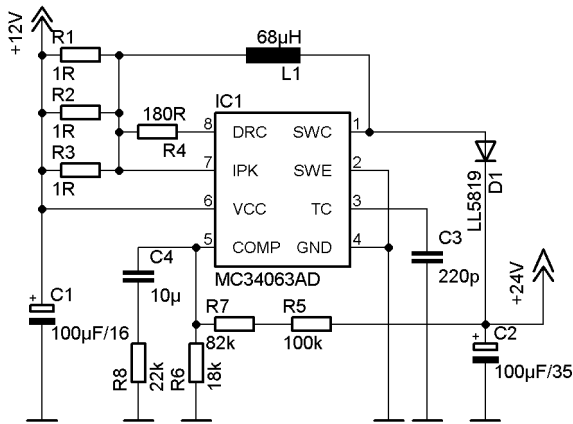 +12V
R1
1R
R2
1R
R3
1R
68µH
L1
180R
R4
IC1
8 DRC SWC 1
7 IPK SWE 2
6 VCC TC 3
5 COMP GND 4
MC34063AD
LL5819
D1
C3
220p
+24V
C4
10µ
C1
+
100µF/16
R7
82k
R5
100k
R8
22k
R6
18k
C2
+
100µF/35